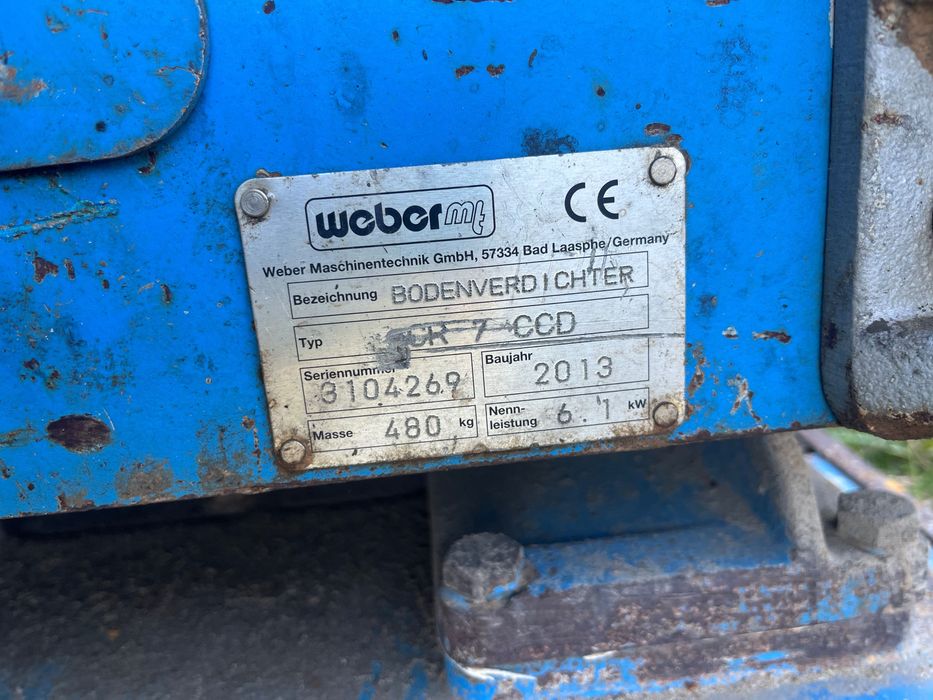 weber mt CE
Weber Maschinentechnik GmbH, 57334 Bad Laasphe/Germany
Bezeichnung BODENVERDICHTER
Typ CR 7 CCD
Seriennummer 3104269
Baujahr 2013
Masse 480 kg
Nenn-
leistung 6.1 kW